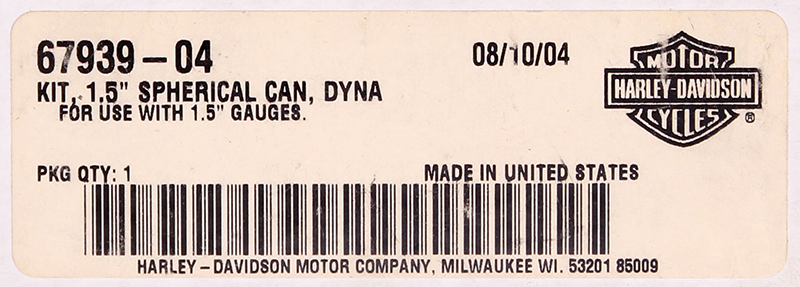 67939-04
08/10/04
KIT, 1.5" SPHERICAL CAN, DYNA
FOR USE WITH 1.5" GAUGES.
MOTOR
HARLEY-DAVIDSON
CYCLES
®
PKG QTY: 1
MADE IN UNITED STATES
HARLEY-DAVIDSON MOTOR COMPANY, MILWAUKEE WI. 53201 85009